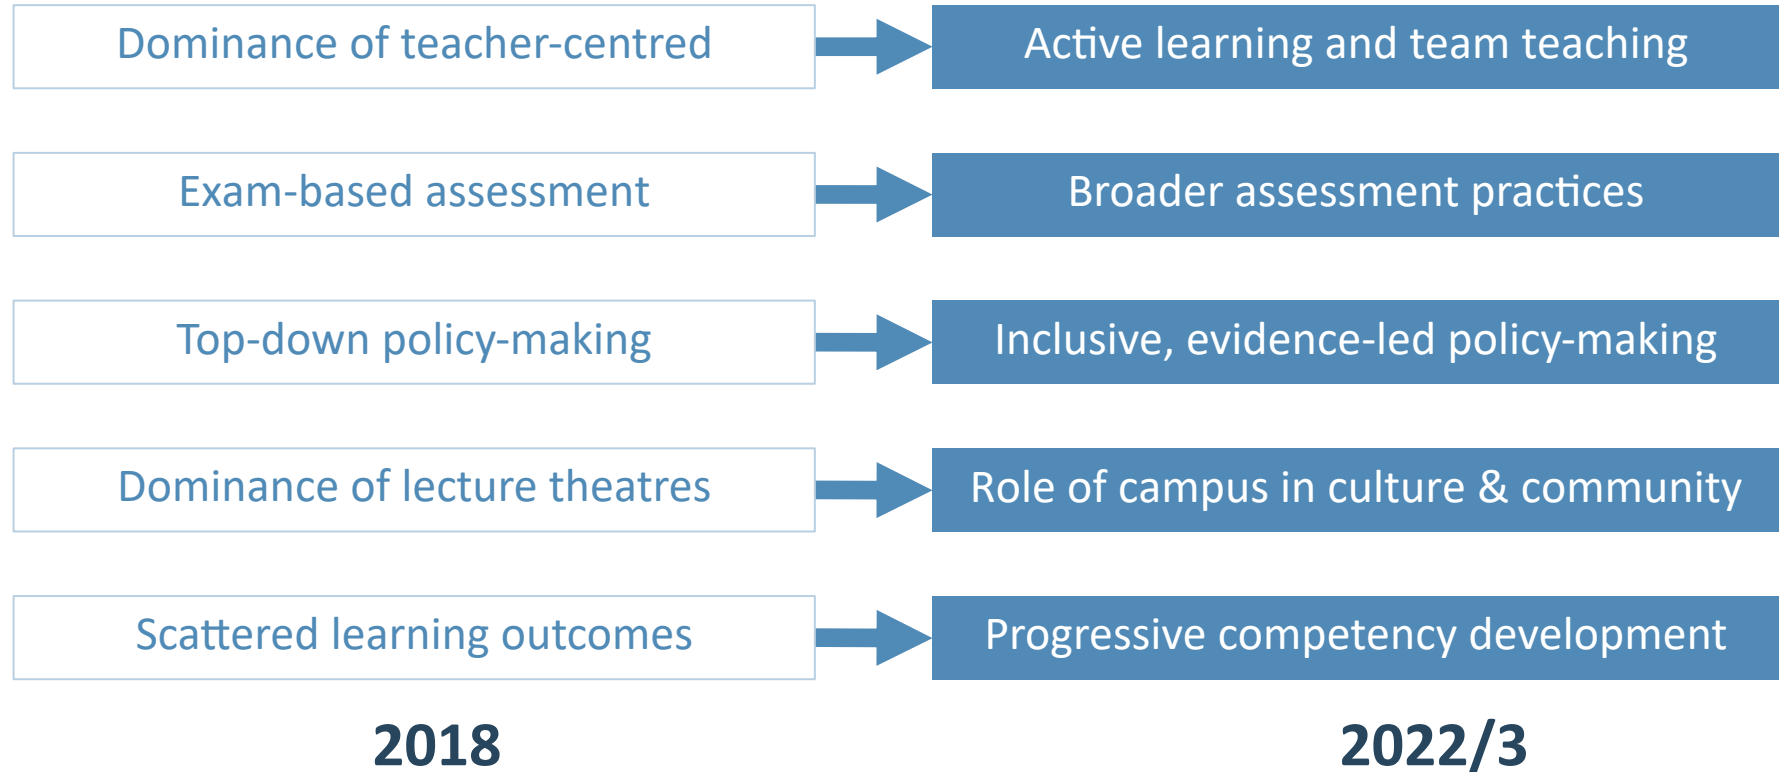 Dominance of teacher-centred
Active learning and team teaching
Exam-based assessment
Broader assessment practices
Top-down policy-making
Inclusive, evidence-led policy-making
Dominance of lecture theatres
Role of campus in culture & community
Scattered learning outcomes
Progressive competency development
2018
2022/3